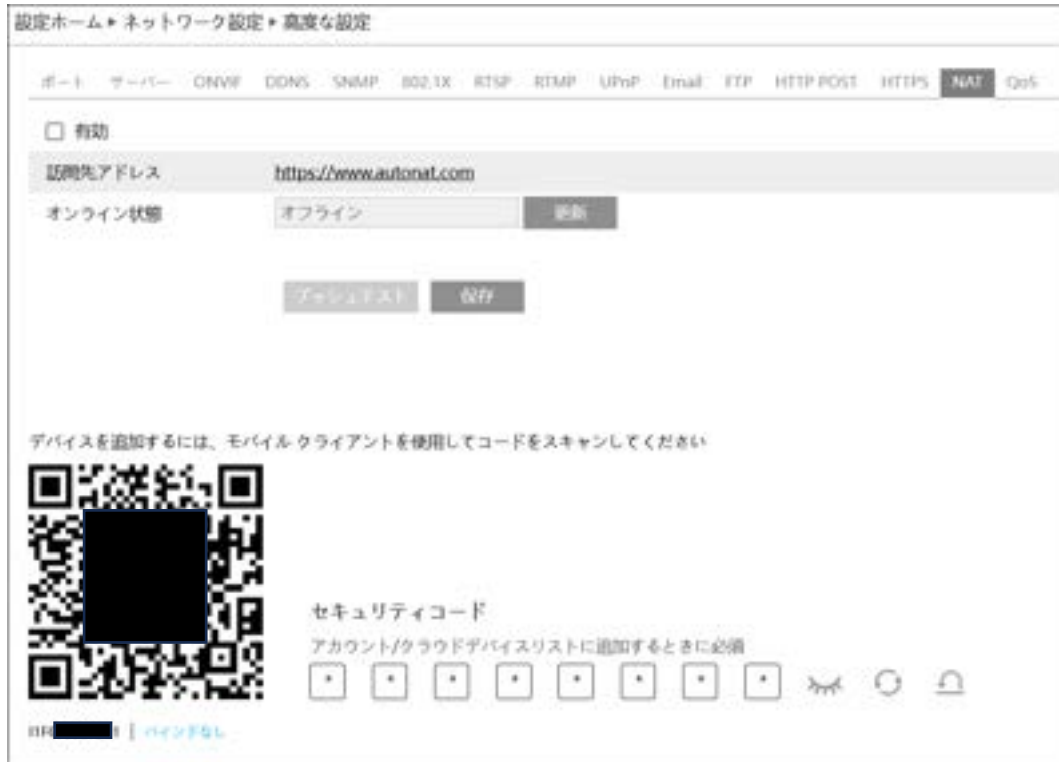 設定ホーム▸ネットワーク設定▸高度な設定
ポート サーバー ONVIF DDNS SNMP 802.1X RTSP RTMP UPnP Email FTP HTTP POST HTTPS NAT QoS
有効
訪問先アドレス https://www.autonat.com
オンライン状態 オフライン 更新
プッシュテスト 保存
デバイスを追加するには、モバイル クライアントを使用してコードをスキャンしてください
セキュリティコード
アカウント/クラウドデバイスリストに追加するときに必須
* * * * * * * *
バインドなし